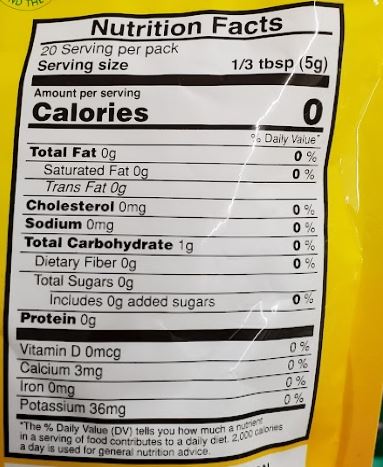 Nutrition Facts
20 Serving per pack
Serving size 1/3 tbsp (5g)
Amount per serving
Calories 0
% Daily Value*
Total Fat 0g 0 %
Saturated Fat 0g 0 %
Trans Fat 0g
Cholesterol 0mg 0 %
Sodium 0mg 0 %
Total Carbohydrate 1g 0 %
Dietary Fiber 0g 0 %
Total Sugars 0g
Includes 0g added sugars 0 %
Protein 0g
Vitamin D 0mcg 0 %
Calcium 3mg 0 %
Iron 0mg 0 %
Potassium 36mg 0 %
*The % Daily Value (DV) tells you how much a nutrient
in a serving of food contributes to a daily diet. 2,000 calories
a day is used for general nutrition advice.